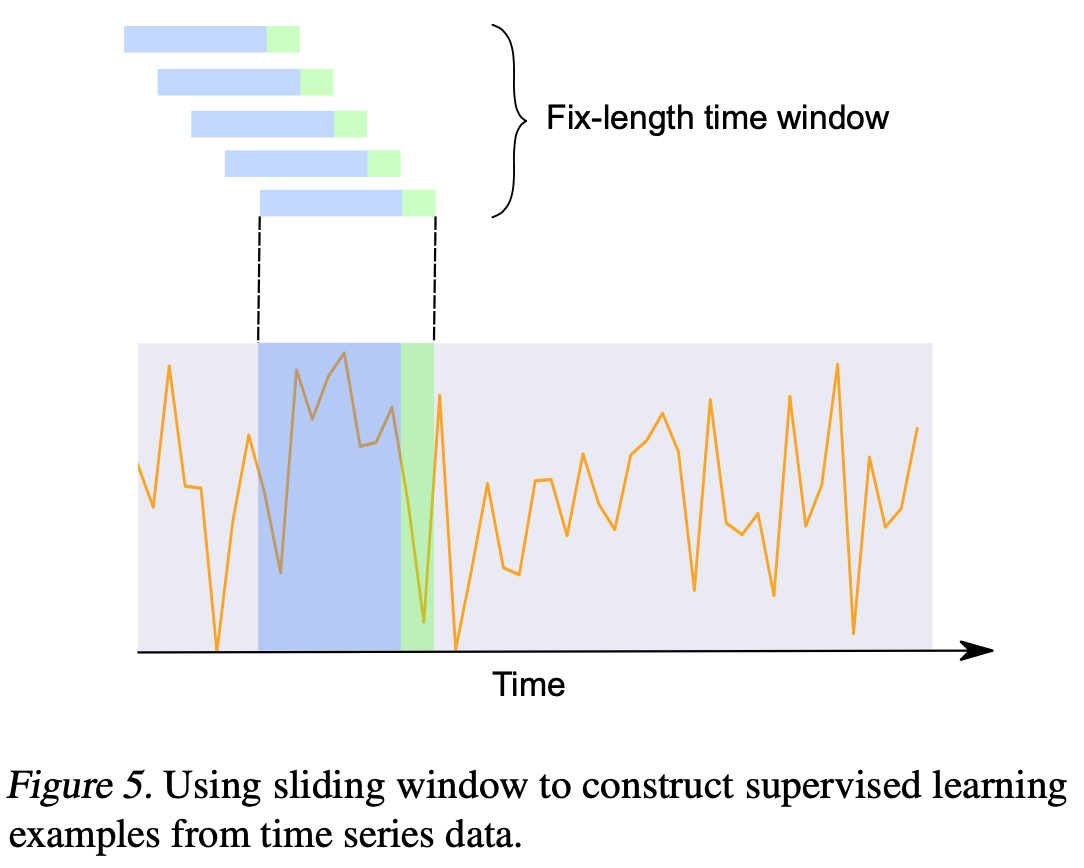 Fix-length time window
Time
Figure 5. Using sliding window to construct supervised learning
examples from time series data.